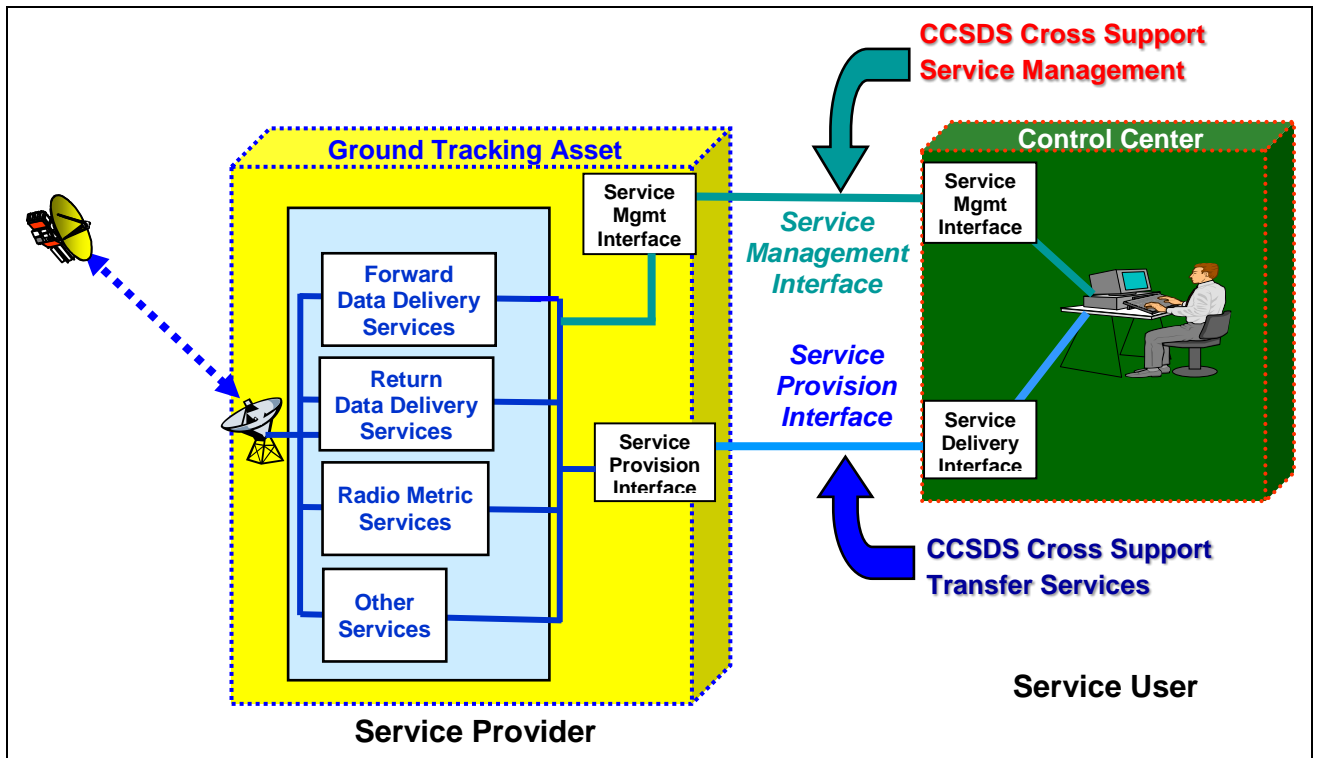 CCSDS Cross Support
Service Management
Ground Tracking Asset
Control Center
Service
Mgmt
Interface
Service
Mgmt
Interface
Service
Management
Interface
Forward
Data Delivery
Services
Return
Data Delivery
Services
Radio Metric
Services
Other
Services
Service
Provision
Interface
Service
Provision
Interface
Service
Delivery
Interface
CCSDS Cross Support
Transfer Services
Service User
Service Provider